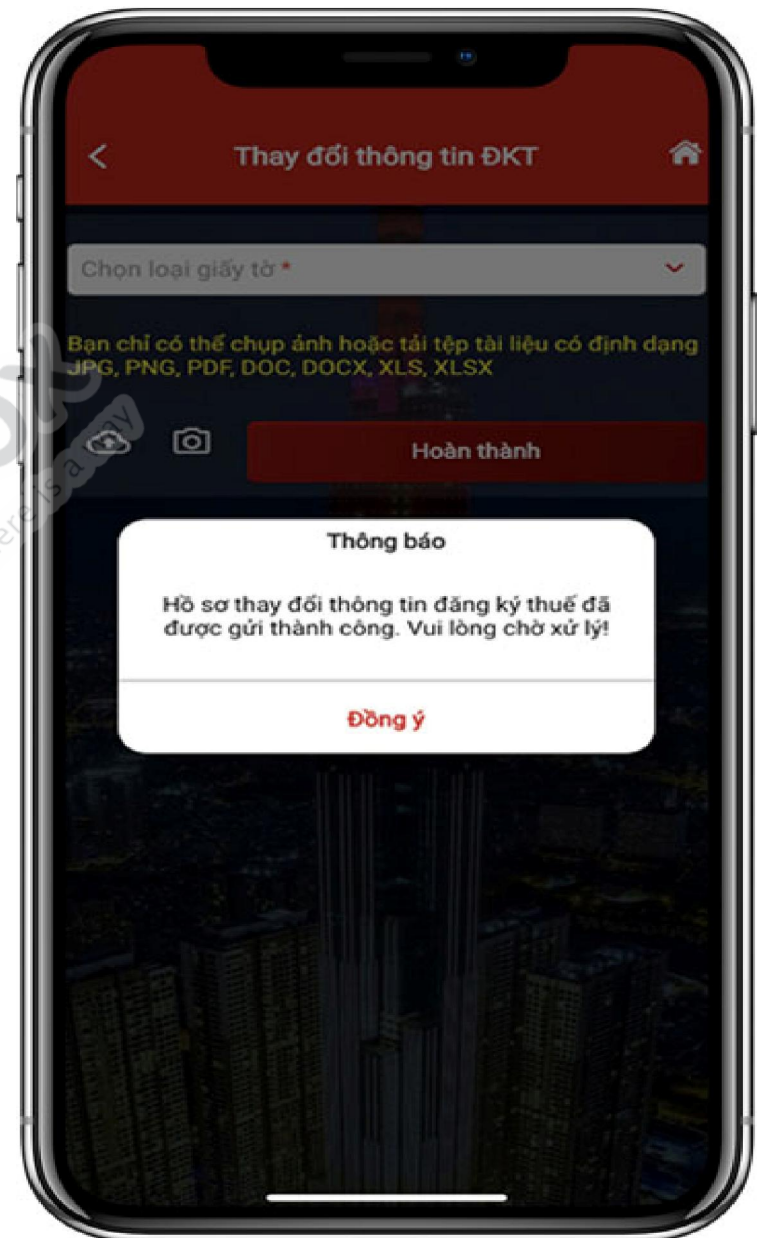 Thay đổi thông tin ĐKT
Chọn loại giấy tờ *
Bạn chỉ có thể chụp ảnh hoặc tải tệp tài liệu có định dạng
JPG, PNG, PDF, DOC, DOCX, XLS, XLSX
Hoàn thành
Thông báo
Hồ sơ thay đổi thông tin đăng ký thuế đã
được gửi thành công. Vui lòng chờ xử lý!
Đồng ý
is a way